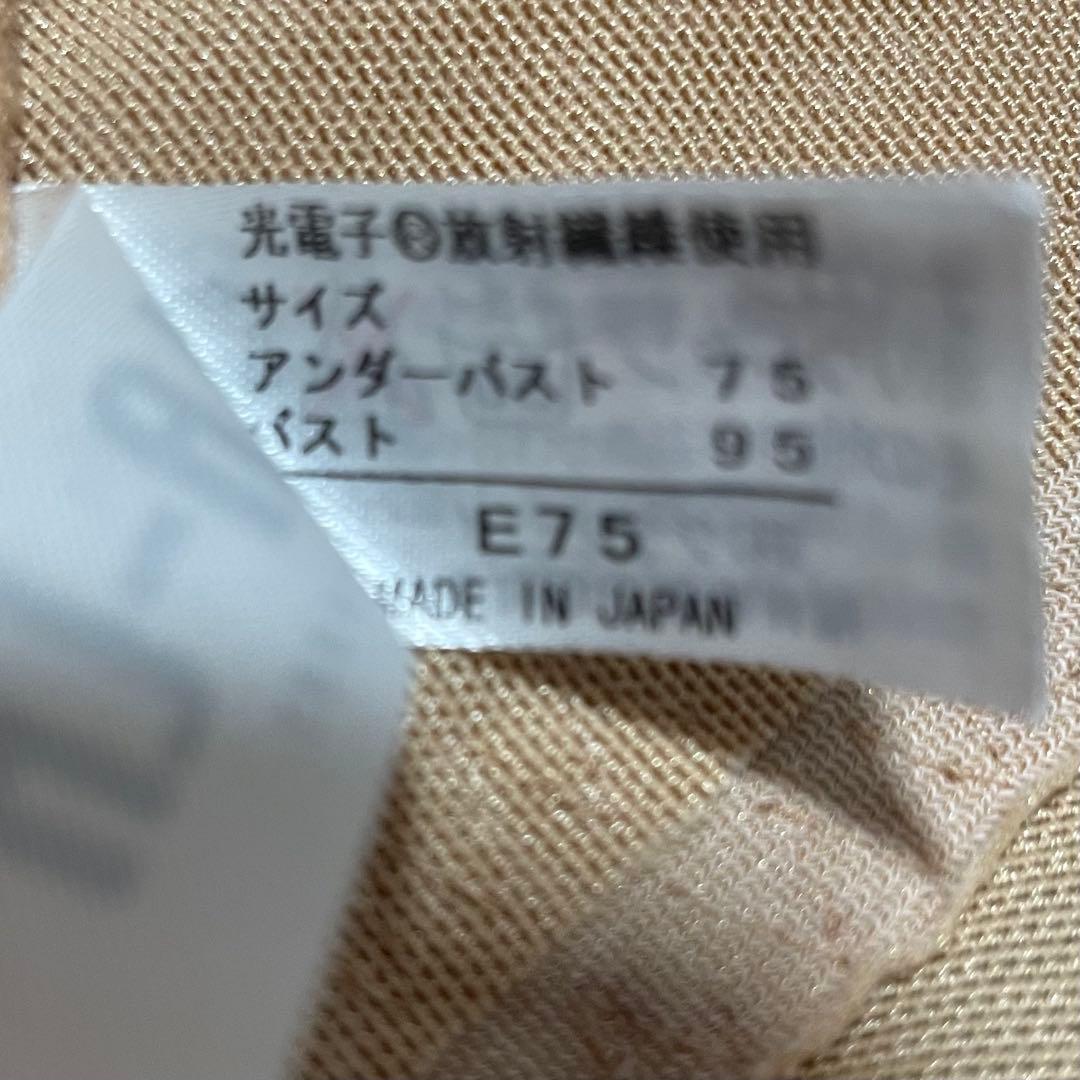 光電子Ⓡ放射繊維使用
サイズ
アンダーバスト 75
バスト 95
E75
MADE IN JAPAN